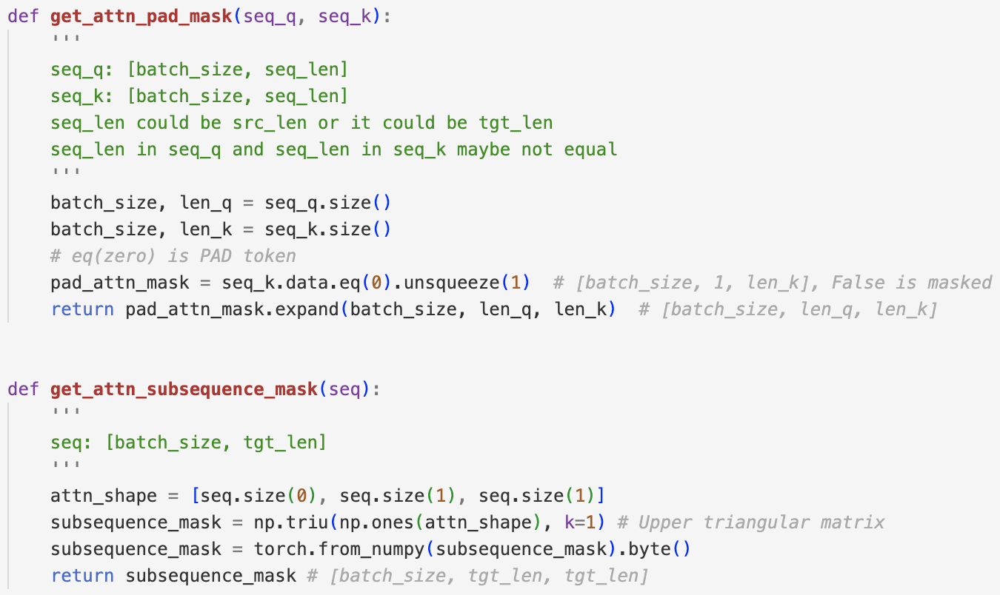 def get_attn_pad_mask(seq_q, seq_k):
    '''
    seq_q: [batch_size, seq_len]
    seq_k: [batch_size, seq_len]
    seq_len could be src_len or it could be tgt_len
    seq_len in seq_q and seq_len in seq_k maybe not equal
    '''
    batch_size, len_q = seq_q.size()
    batch_size, len_k = seq_k.size()
    # eq(zero) is PAD token
    pad_attn_mask = seq_k.data.eq(0).unsqueeze(1)  # [batch_size, 1, len_k], False is masked
    return pad_attn_mask.expand(batch_size, len_q, len_k)  # [batch_size, len_q, len_k]
def get_attn_subsequence_mask(seq):
    '''
    seq: [batch_size, tgt_len]
    '''
    attn_shape = [seq.size(0), seq.size(1), seq.size(1)]
    subsequence_mask = np.triu(np.ones(attn_shape), k=1) # Upper triangular matrix
    subsequence_mask = torch.from_numpy(subsequence_mask).byte()
    return subsequence_mask # [batch_size, tgt_len, tgt_len]